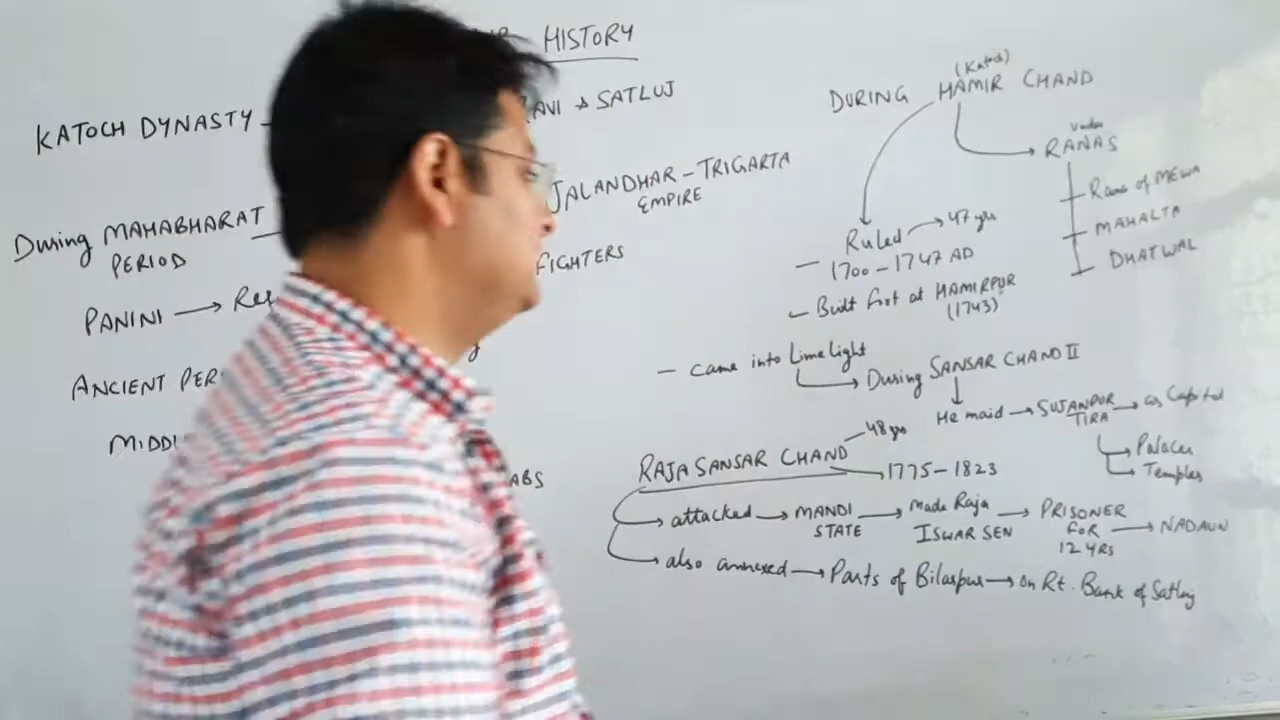 HISTORY
KATOCH DYNASTY
RAVI & SATLUJ
During MAHABHARAT
PERIOD
JALANDHAR - TRIGARTA
EMPIRE
FIGHTERS
PANINI →
ANCIENT PER
MIDD
ABS
(Katoch)
DURING HAMIR CHAND
Under
RANAS
Rana of MEWA
MAHALTA
DHATWAL
Ruled → 47 yrs
1700 - 1747 AD
Built fort at HAMIRPUR
(1743)
- Came into Lime light
During SANSAR CHAND II
He maid → SUJANPUR TIRA → as Capital
Palaces
Temples
RAJA SANSAR CHAND
48 yrs
1775 - 1823
attacked → MANDI STATE → Made Raja ISWAR SEN → PRISONER FOR 12 YRS → NADAUN
also annexed → Parts of Bilaspur → on Rt. Bank of Satluj